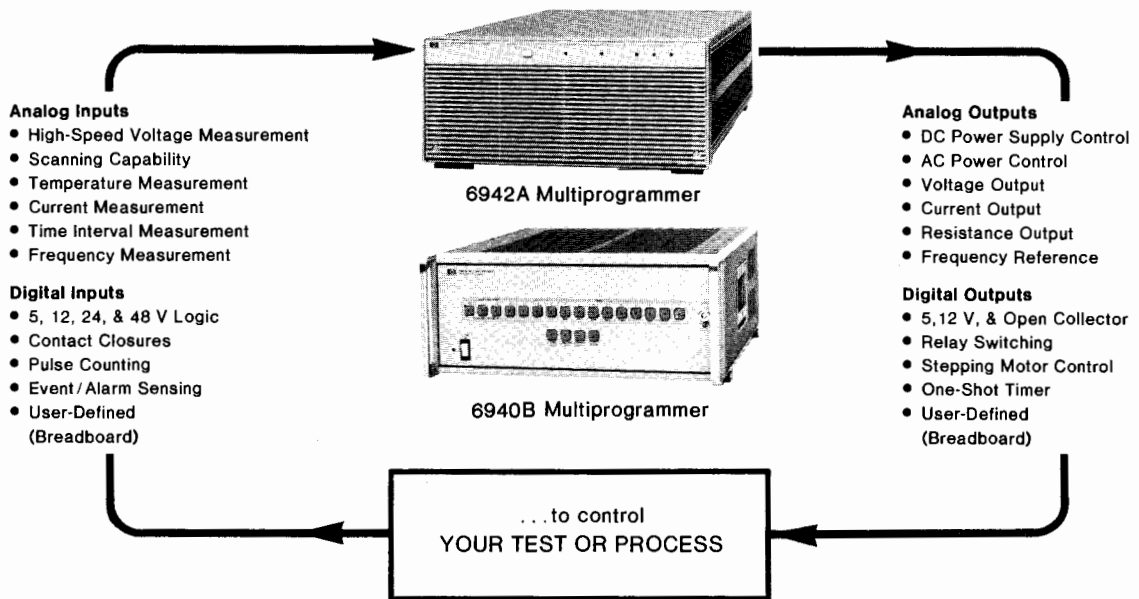 Analog Inputs
• High-Speed Voltage Measurement
• Scanning Capability
• Temperature Measurement
• Current Measurement
• Time Interval Measurement
• Frequency Measurement
Digital Inputs
• 5, 12, 24, & 48 V Logic
• Contact Closures
• Pulse Counting
• Event/Alarm Sensing
• User-Defined
(Breadboard)
6942A Multiprogrammer
6940B Multiprogrammer
Analog Outputs
• DC Power Supply Control
• AC Power Control
• Voltage Output
• Current Output
• Resistance Output
• Frequency Reference
Digital Outputs
• 5,12 V, & Open Collector
• Relay Switching
• Stepping Motor Control
• One-Shot Timer
• User-Defined
(Breadboard)
...to control
YOUR TEST OR PROCESS